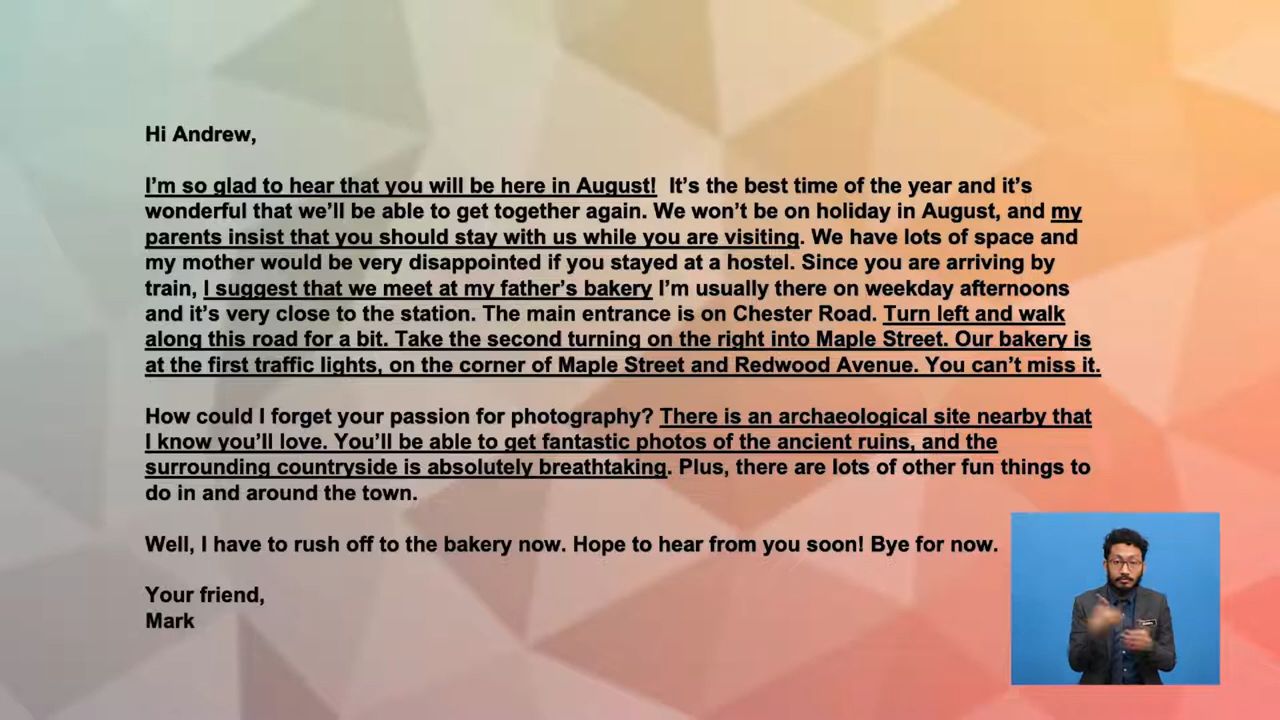 Hi Andrew,
I'm so glad to hear that you will be here in August!  It's the best time of the year and it's
wonderful that we'll be able to get together again. We won't be on holiday in August, and my
parents insist that you should stay with us while you are visiting. We have lots of space and
my mother would be very disappointed if you stayed at a hostel. Since you are arriving by
train, I suggest that we meet at my father's bakery I'm usually there on weekday afternoons
and it's very close to the station. The main entrance is on Chester Road. Turn left and walk
along this road for a bit. Take the second turning on the right into Maple Street. Our bakery is
at the first traffic lights, on the corner of Maple Street and Redwood Avenue. You can't miss it.
How could I forget your passion for photography? There is an archaeological site nearby that
I know you'll love. You'll be able to get fantastic photos of the ancient ruins, and the
surrounding countryside is absolutely breathtaking. Plus, there are lots of other fun things to
do in and around the town.
Well, I have to rush off to the bakery now. Hope to hear from you soon! Bye for now.
Your friend,
Mark